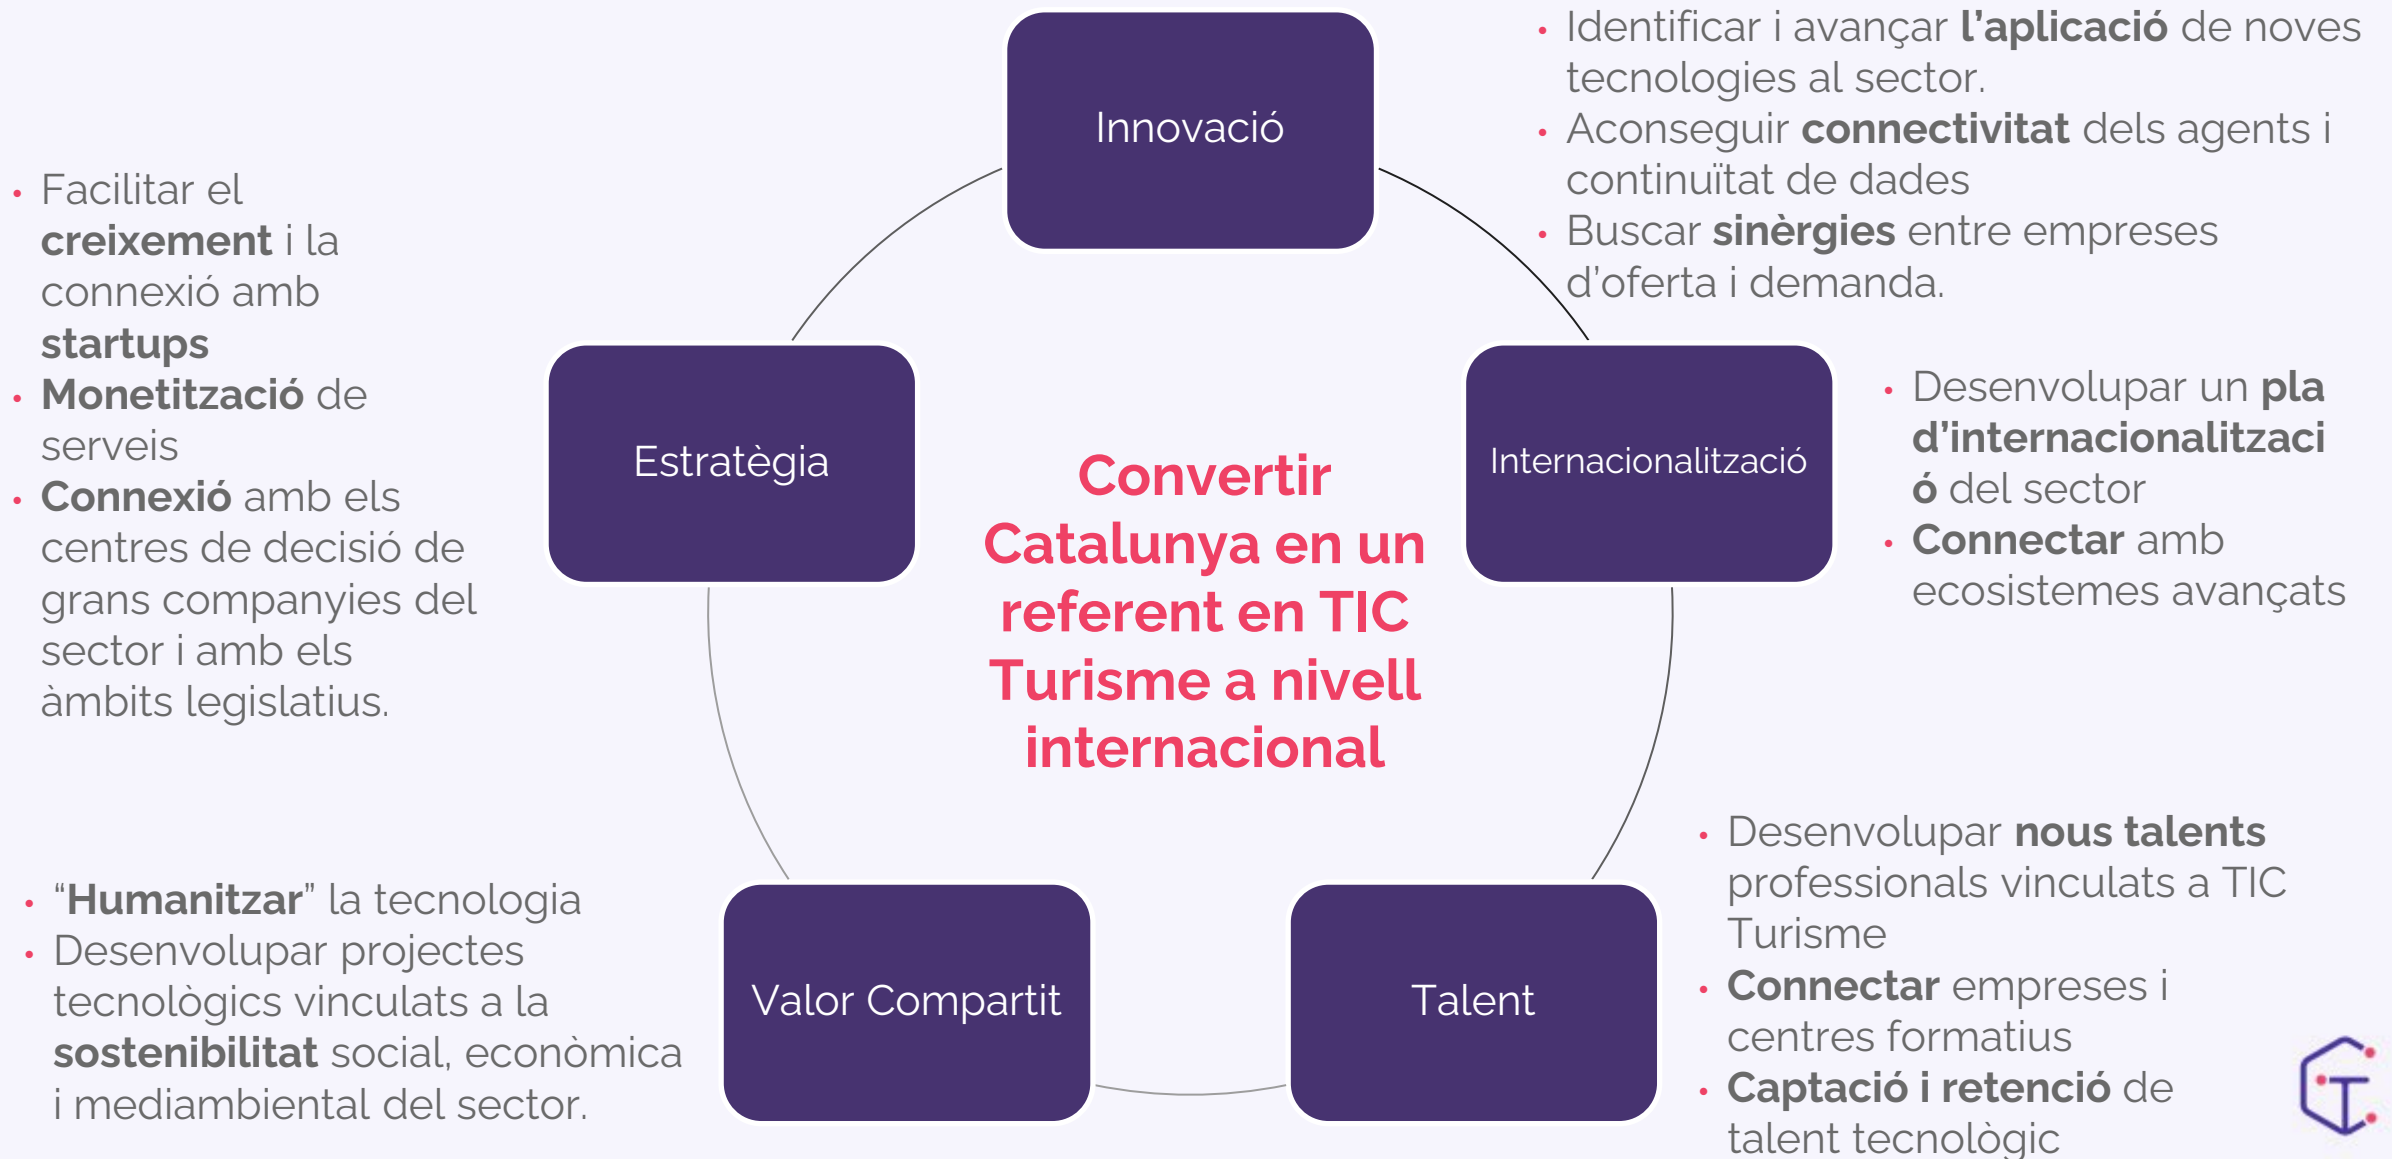 Innovació
• Identificar i avançar l’aplicació de noves
tecnologies al sector.
• Aconseguir connectivitat dels agents i
continuïtat de dades
• Buscar sinèrgies entre empreses
d’oferta i demanda.
• Facilitar el
creixement i la
connexió amb
startups
• Monetització de
serveis
• Connexió amb els
centres de decisió de
grans companyies del
sector i amb els
àmbits legislatius.
Estratègia
Convertir
Catalunya en un
referent en TIC
Turisme a nivell
internacional
Internacionalització
• Desenvolupar un pla
d’internacionalitzaci
ó del sector
• Connectar amb
ecosistemes avançats
• “Humanitzar” la tecnologia
• Desenvolupar projectes
tecnològics vinculats a la
sostenibilitat social, econòmica
i mediambiental del sector.
Valor Compartit
Talent
• Desenvolupar nous talents
professionals vinculats a TIC
Turisme
• Connectar empreses i
centres formatius
• Captació i retenció de
talent tecnològic